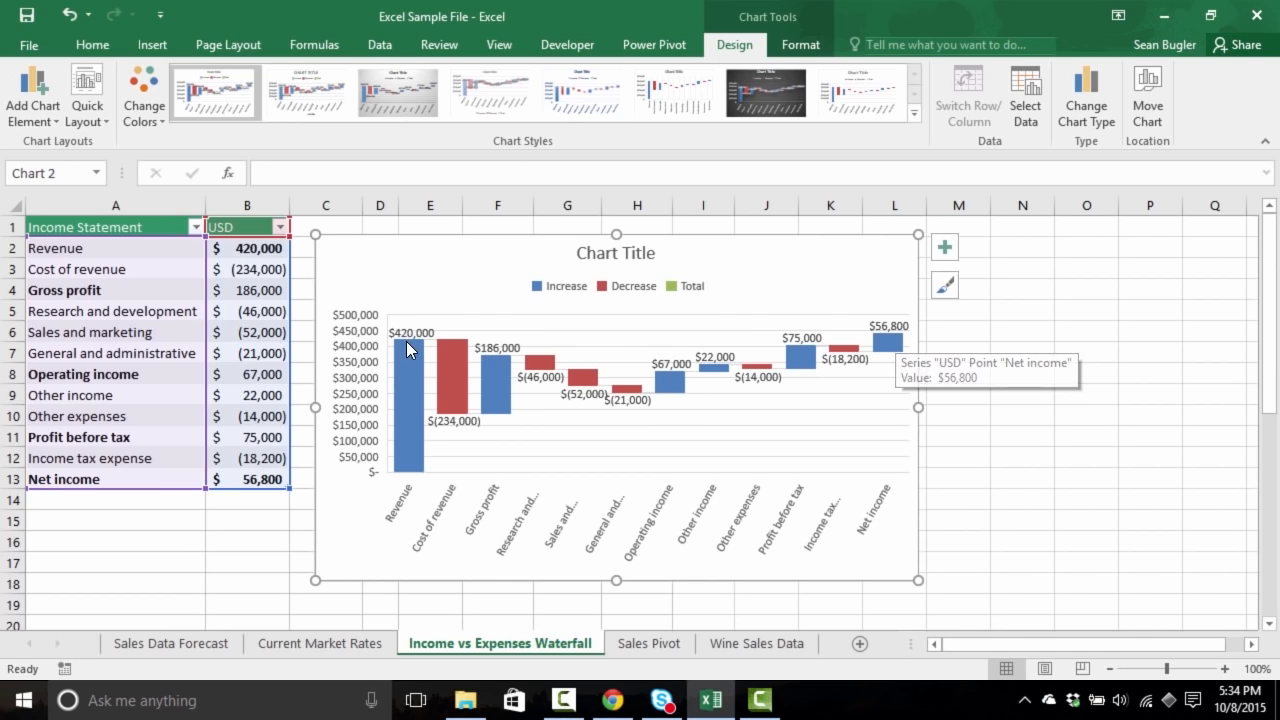 Excel Sample File - Excel
Chart Tools
File Home Insert Page Layout Formulas Data Review View Developer Power Pivot Design Format Tell me what you want to do... Sean Bugler Share
Add Chart Element
Quick Layout
Change Colors
Switch Row/ Column
Select Data
Change Chart Type
Move Chart
Chart Layouts Chart Styles Data Type Location
Chart 2 fx
A B C D E F G H I J K L M N O P Q
1 Income Statement USD
2 Revenue $ 420,000
3 Cost of revenue $ (234,000)
4 Gross profit $ 186,000
5 Research and development $ (46,000)
6 Sales and marketing $ (52,000)
7 General and administrative $ (21,000)
8 Operating income $ 67,000
9 Other income $ 22,000
10 Other expenses $ (14,000)
11 Profit before tax $ 75,000
12 Income tax expense $ (18,200)
13 Net income $ 56,800
14
15
16
17
18
19
20
Chart Title
Increase Decrease Total
$500,000
$450,000
$400,000
$350,000
$300,000
$250,000
$200,000
$150,000
$100,000
$50,000
$-
$420,000
$(234,000)
$186,000
$(46,000)
$(52,000)
$(21,000)
$67,000
$22,000
$(14,000)
$75,000
$(18,200)
$56,800
Revenue
Cost of revenue
Gross profit
Research and...
Sales and...
General and...
Operating income
Other income
Other expenses
Profit before tax
Income tax...
Net income
Series "USD" Point "Net income"
Value: $56,800
Sales Data Forecast Current Market Rates Income vs Expenses Waterfall Sales Pivot Wine Sales Data
Ready 100%
Ask me anything
5:34 PM
10/8/2015